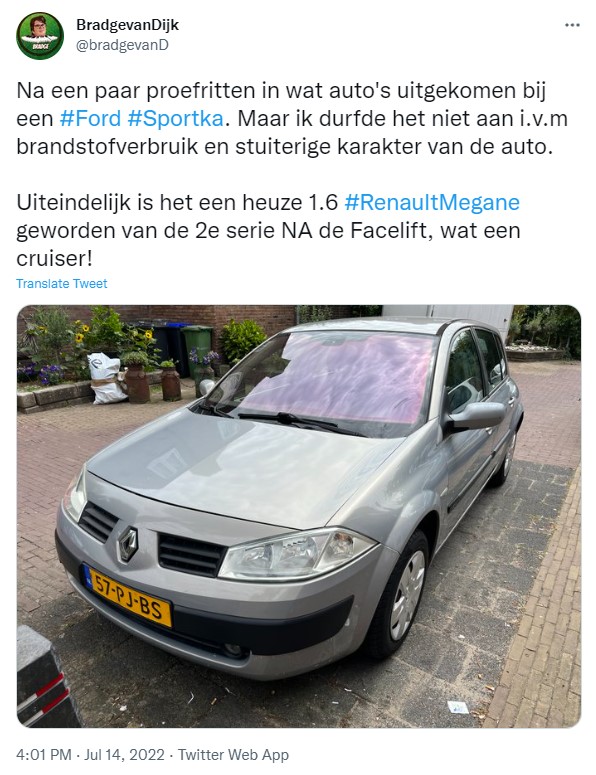 BradgevanDijk
@bradgevanD
Na een paar proefritten in wat auto's uitgekomen bij
een #Ford #Sportka. Maar ik durfde het niet aan i.v.m
brandstofverbruik en stuiterige karakter van de auto.
Uiteindelijk is het een heuze 1.6 #RenaultMegane
geworden van de 2e serie NA de Facelift, wat een
cruiser!
Translate Tweet
57-PJ-BS
4:01 PM · Jul 14, 2022 · Twitter Web App